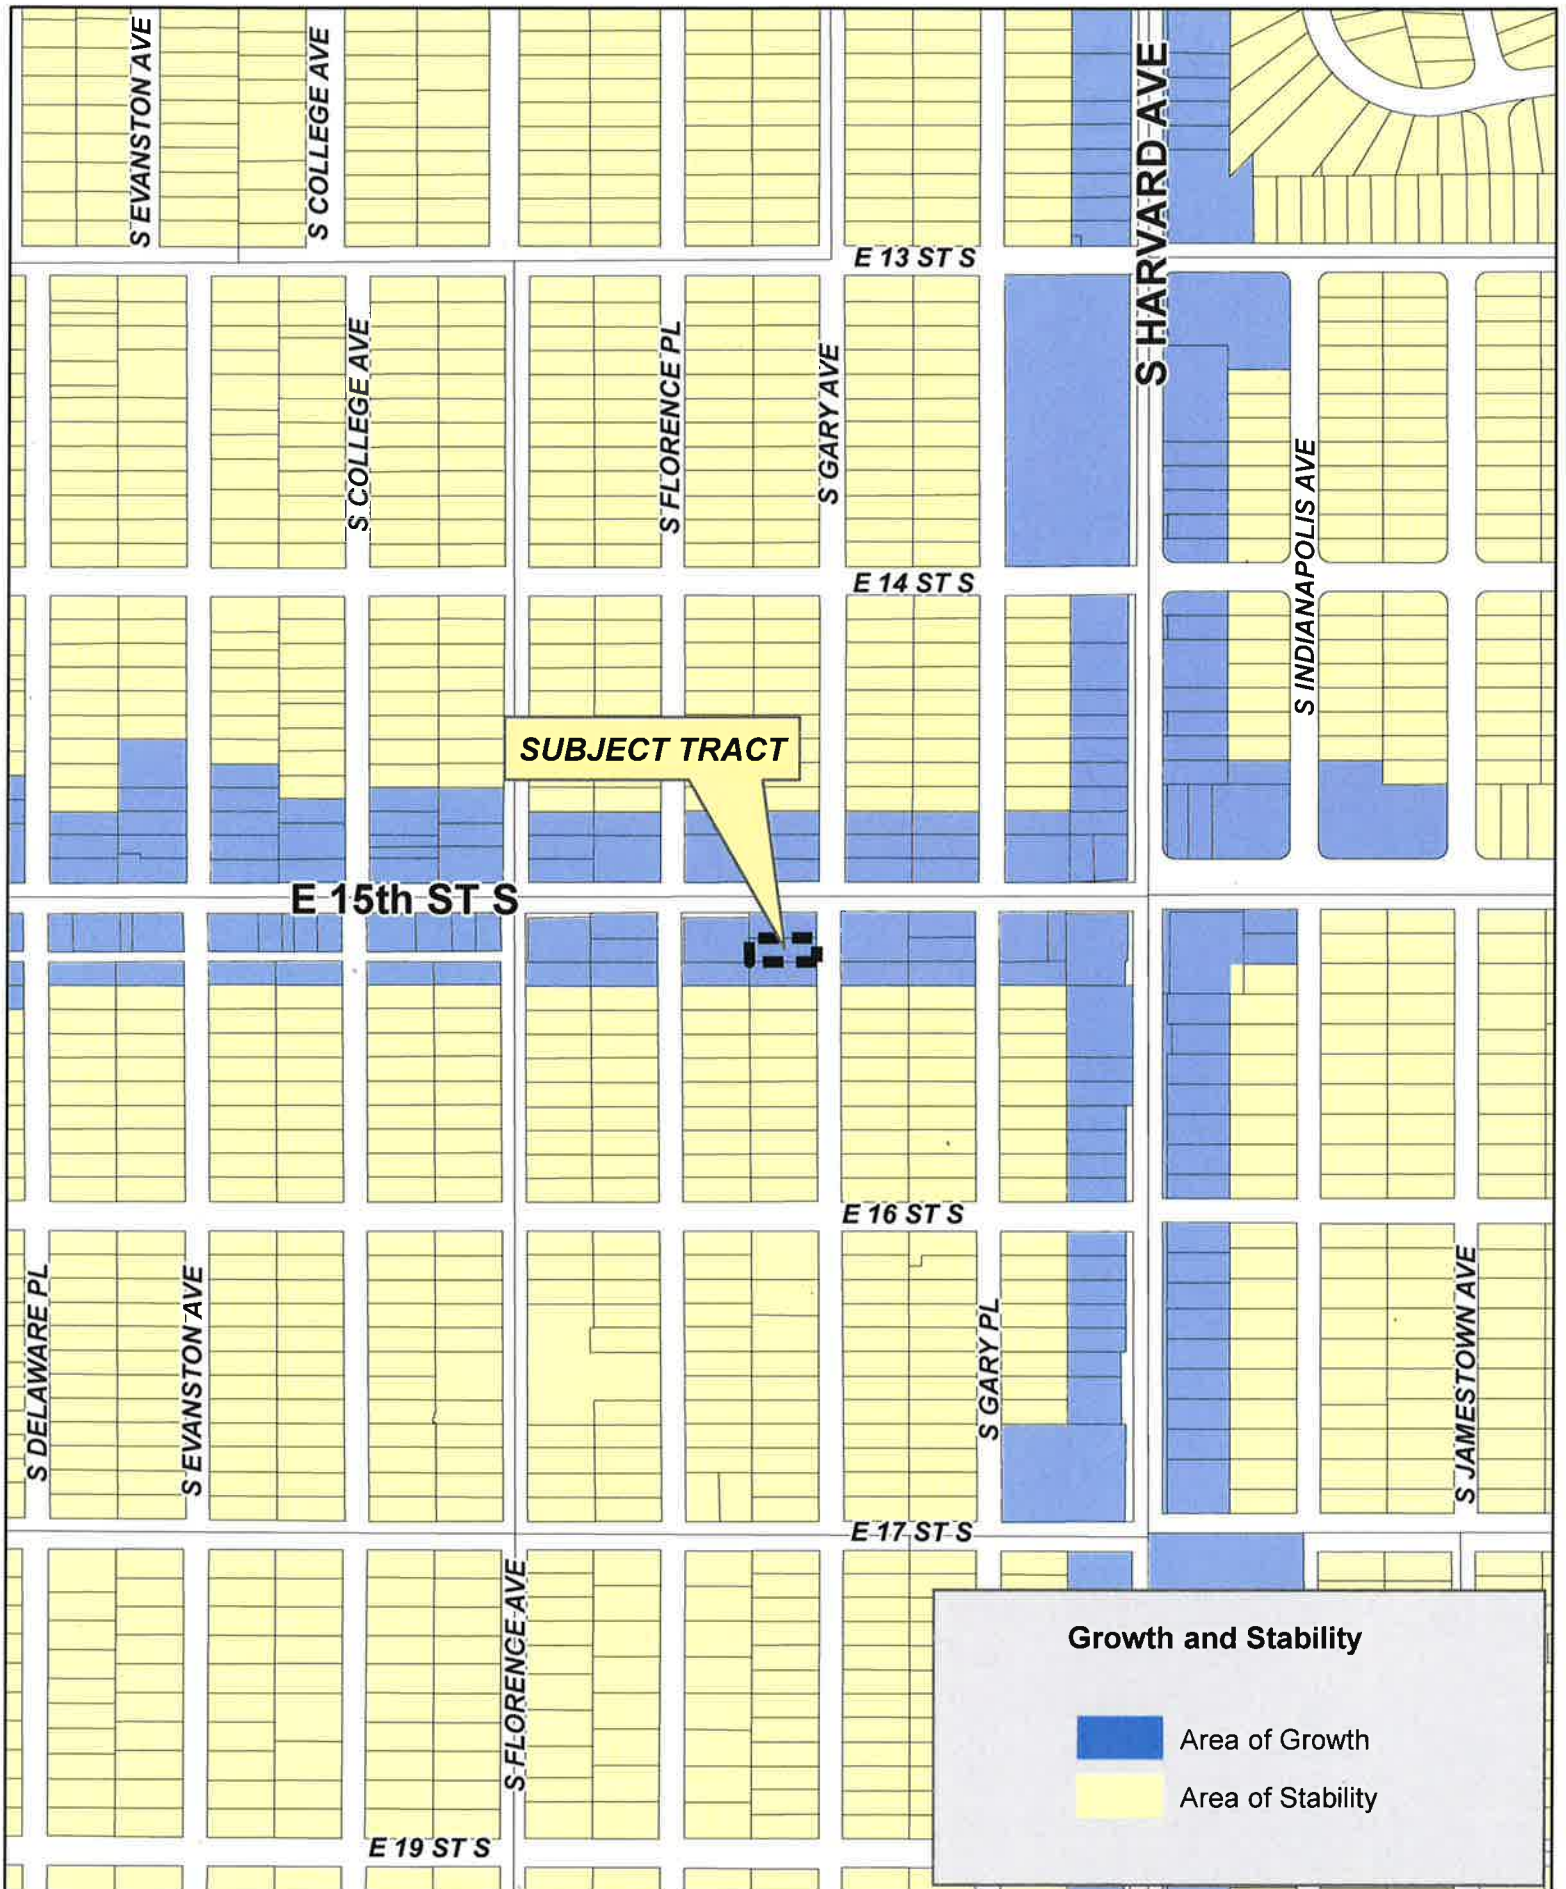 S EVANSTON AVE
S COLLEGE AVE
S HARVARD AVE
E 13 ST S
S COLLEGE AVE
S FLORENCE PL
S GARY AVE
S INDIANAPOLIS AVE
E 14 ST S
SUBJECT TRACT
E 15th ST S
E 16 ST S
S DELAWARE PL
S EVANSTON AVE
S GARY PL
S JAMESTOWN AVE
E 17 ST S
S FLORENCE AVE
Growth and Stability
Area of Growth
Area of Stability
E 19 ST S